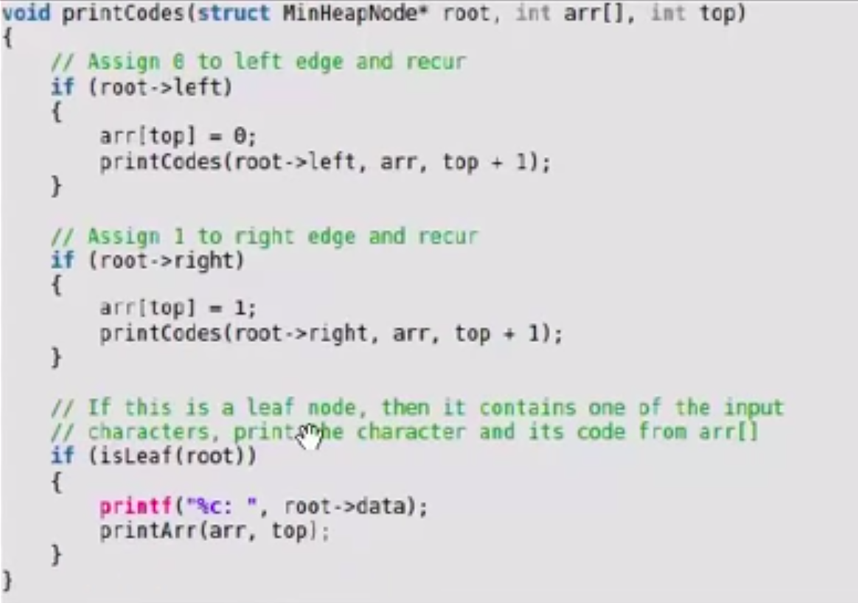 void printCodes(struct MinHeapNode* root, int arr[], int top)
{
    // Assign 0 to left edge and recur
    if (root->left)
    {
        arr[top] = 0;
        printCodes(root->left, arr, top + 1);
    }

    // Assign 1 to right edge and recur
    if (root->right)
    {
        arr[top] = 1;
        printCodes(root->right, arr, top + 1);
    }

    // If this is a leaf node, then it contains one of the input
    // characters, print the character and its code from arr[]
    if (isLeaf(root))
    {
        printf("%c: ", root->data);
        printArr(arr, top);
    }
}